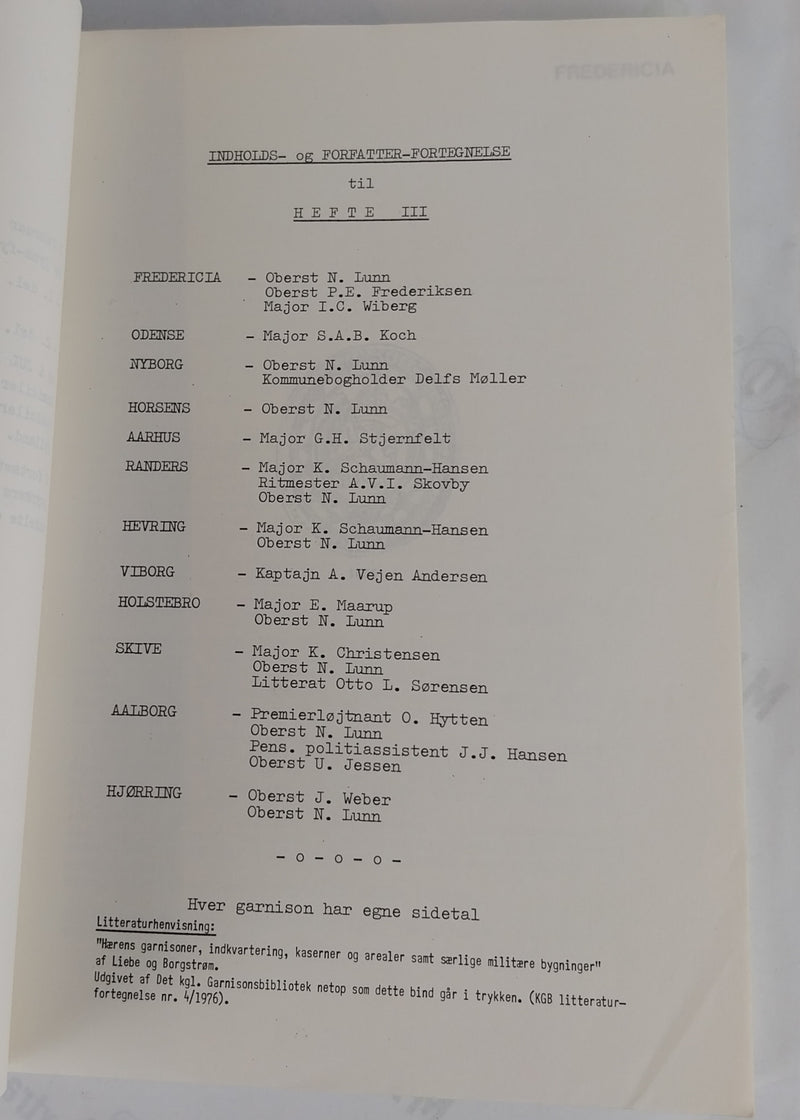 FREDERICIA
INDHOLDS- og FORFATTER-FORTEGNELSE
til
H E F T E III
FREDERICIA - Oberst N. Lunn
Oberst P.E. Frederiksen
Major I.C. Wiberg
ODENSE - Major S.A.B. Koch
NYBORG - Oberst N. Lunn
Kommunebogholder Delfs Møller
HORSENS - Oberst N. Lunn
AARHUS - Major G.H. Stjernfelt
RANDERS - Major K. Schaumann-Hansen
Ritmester A.V.I. Skovby
Oberst N. Lunn
HEVRING - Major K. Schaumann-Hansen
Oberst N. Lunn
VIBORG - Kaptajn A. Vejen Andersen
HOLSTEBRO - Major E. Maarup
Oberst N. Lunn
SKIVE - Major K. Christensen
Oberst N. Lunn
Litterat Otto L. Sørensen
AALBORG - Premierløjtnant O. Hytten
Oberst N. Lunn
Pens. politiassistent J.J. Hansen
Oberst U. Jessen
HJØRRING - Oberst J. Weber
Oberst N. Lunn
- o - o - o -
Hver garnison har egne sidetal
Litteraturhenvisning:
"Hærens garnisoner, indkvartering, kaserner og arealer samt særlige militære bygninger"
af Liebe og Borgstrøm.
Udgivet af Det kgl. Garnisonsbibliotek netop som dette bind går i trykken. (KGB litteratur-
fortegnelse nr. 4/1976).